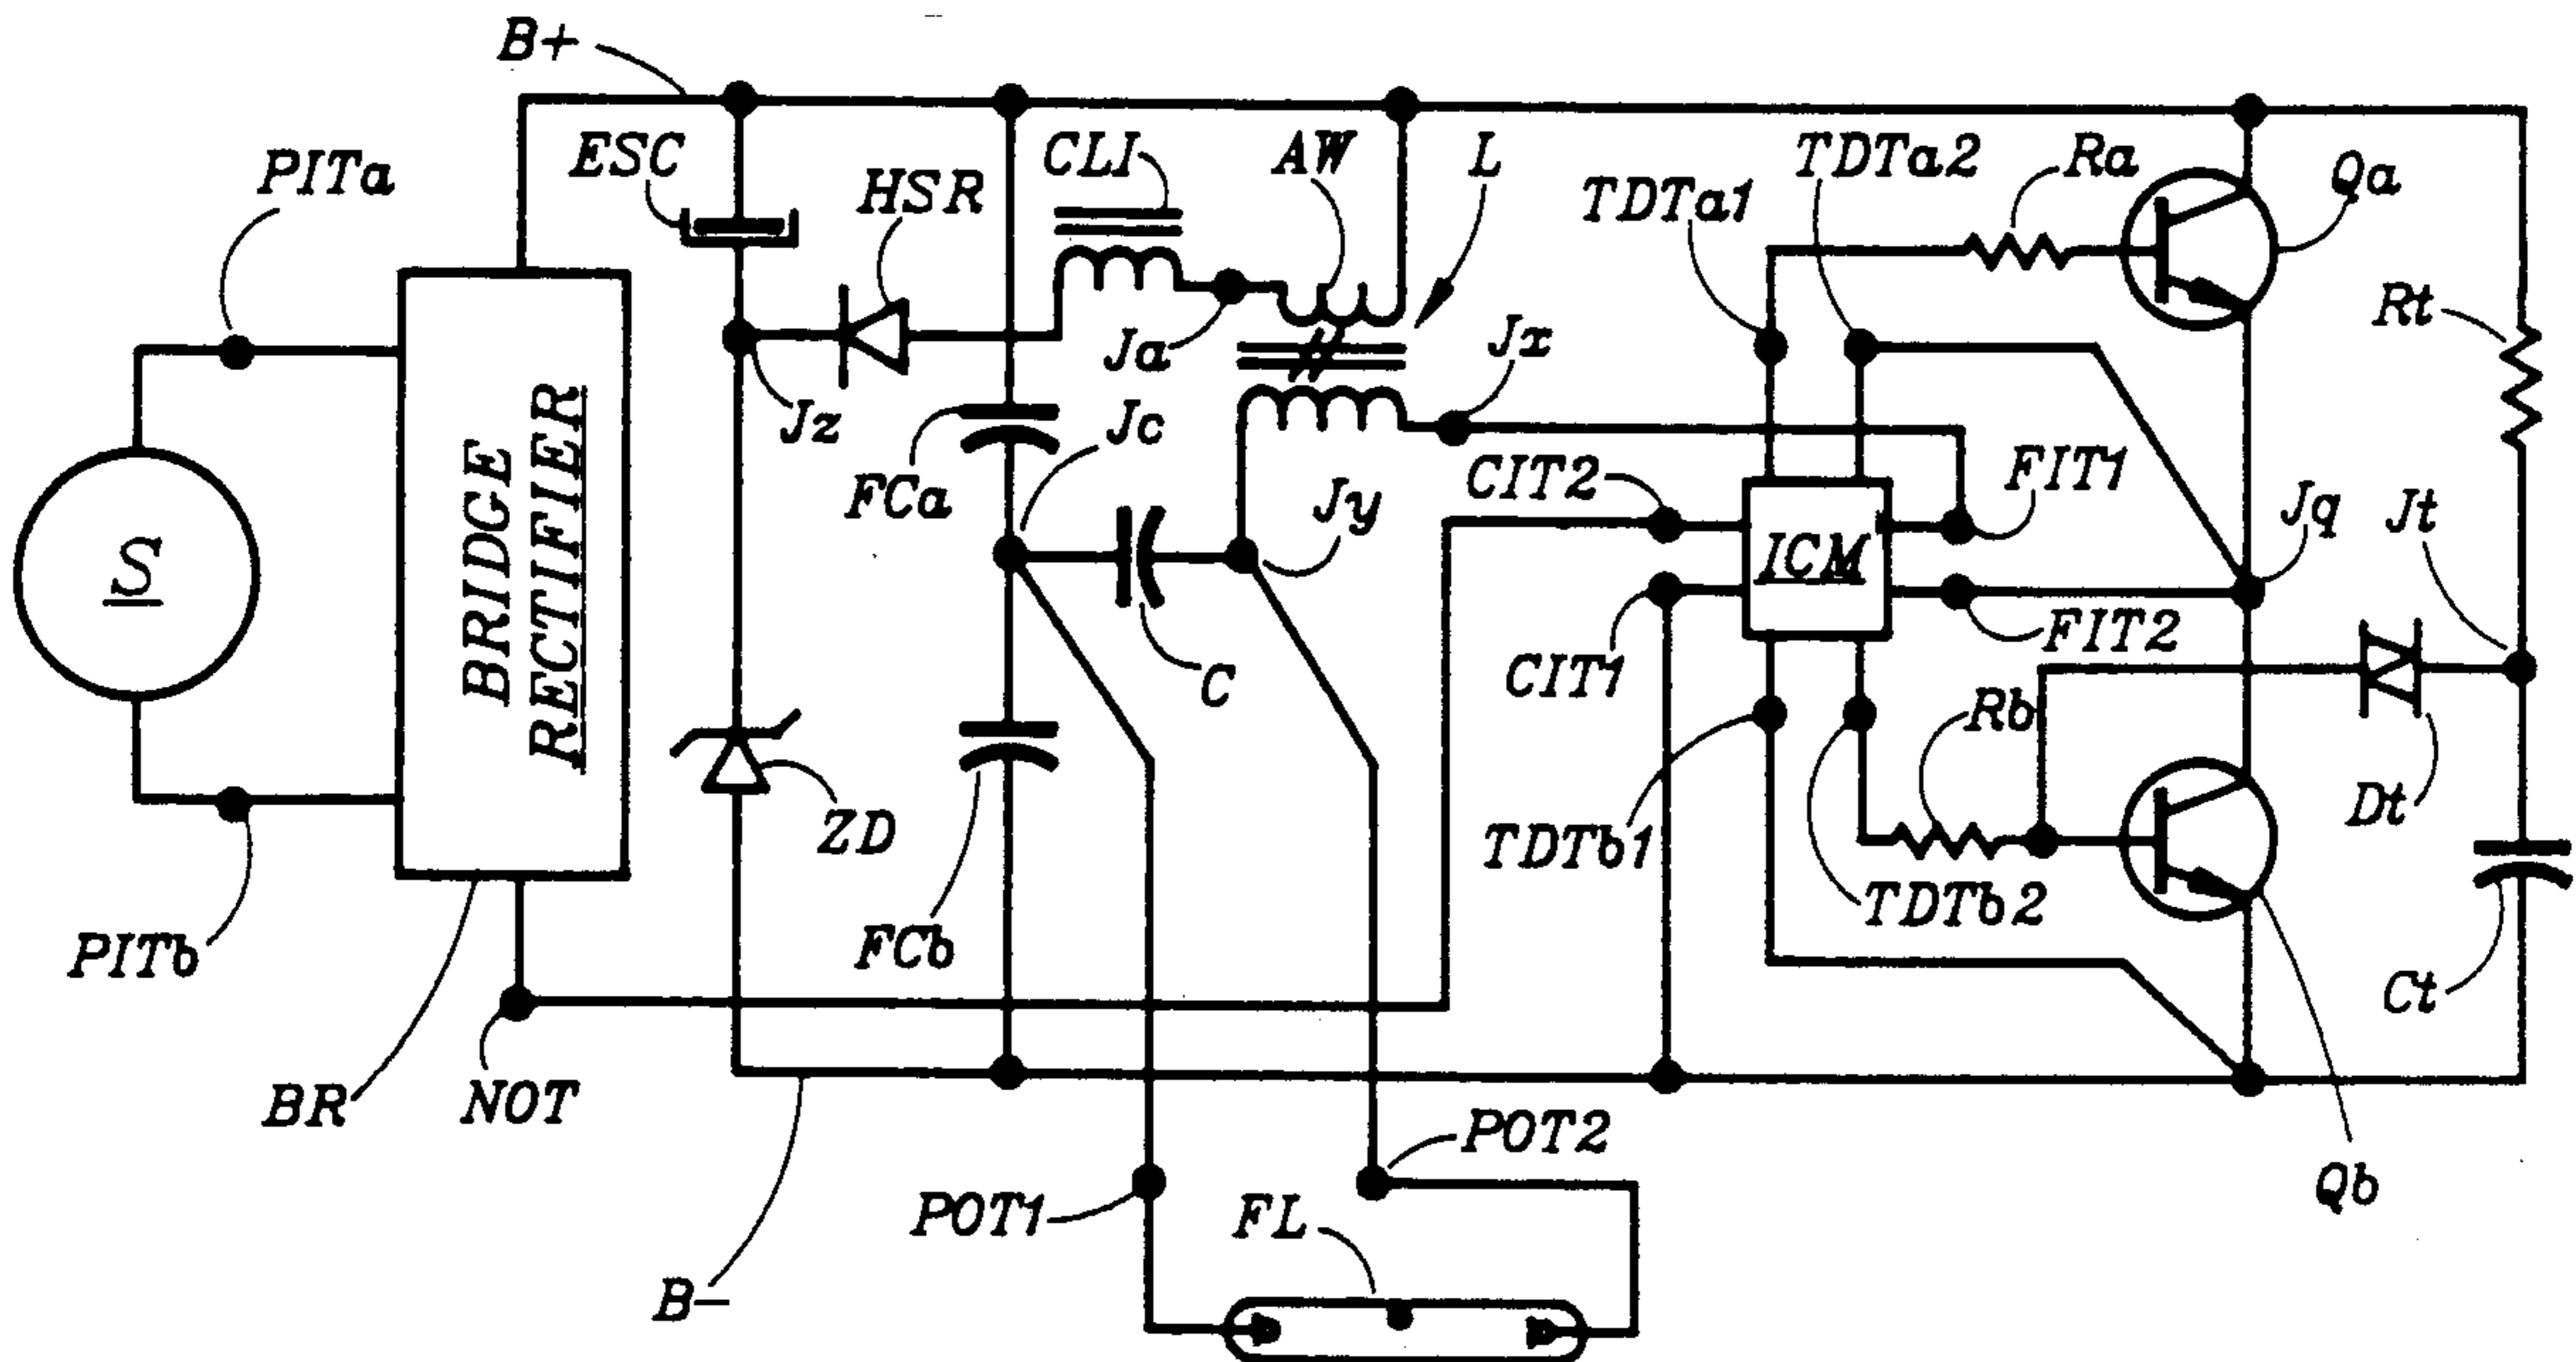 B+
PITa
ESC
HSR
CLI
AW
L
TDTa1
TDTa2
Ra
Qa
Rt
Ja
Jx
Jz
Jc
BRIDGE
RECTIFIER
S
FCa
Jy
CIT2
FIT1
Jq
Jt
ICM
CIT1
FIT2
C
Rb
Dt
ZD
TDTb1
TDTb2
PITb
FCb
Ct
BR
NOT
POT2
Qb
POT1
FL
B-